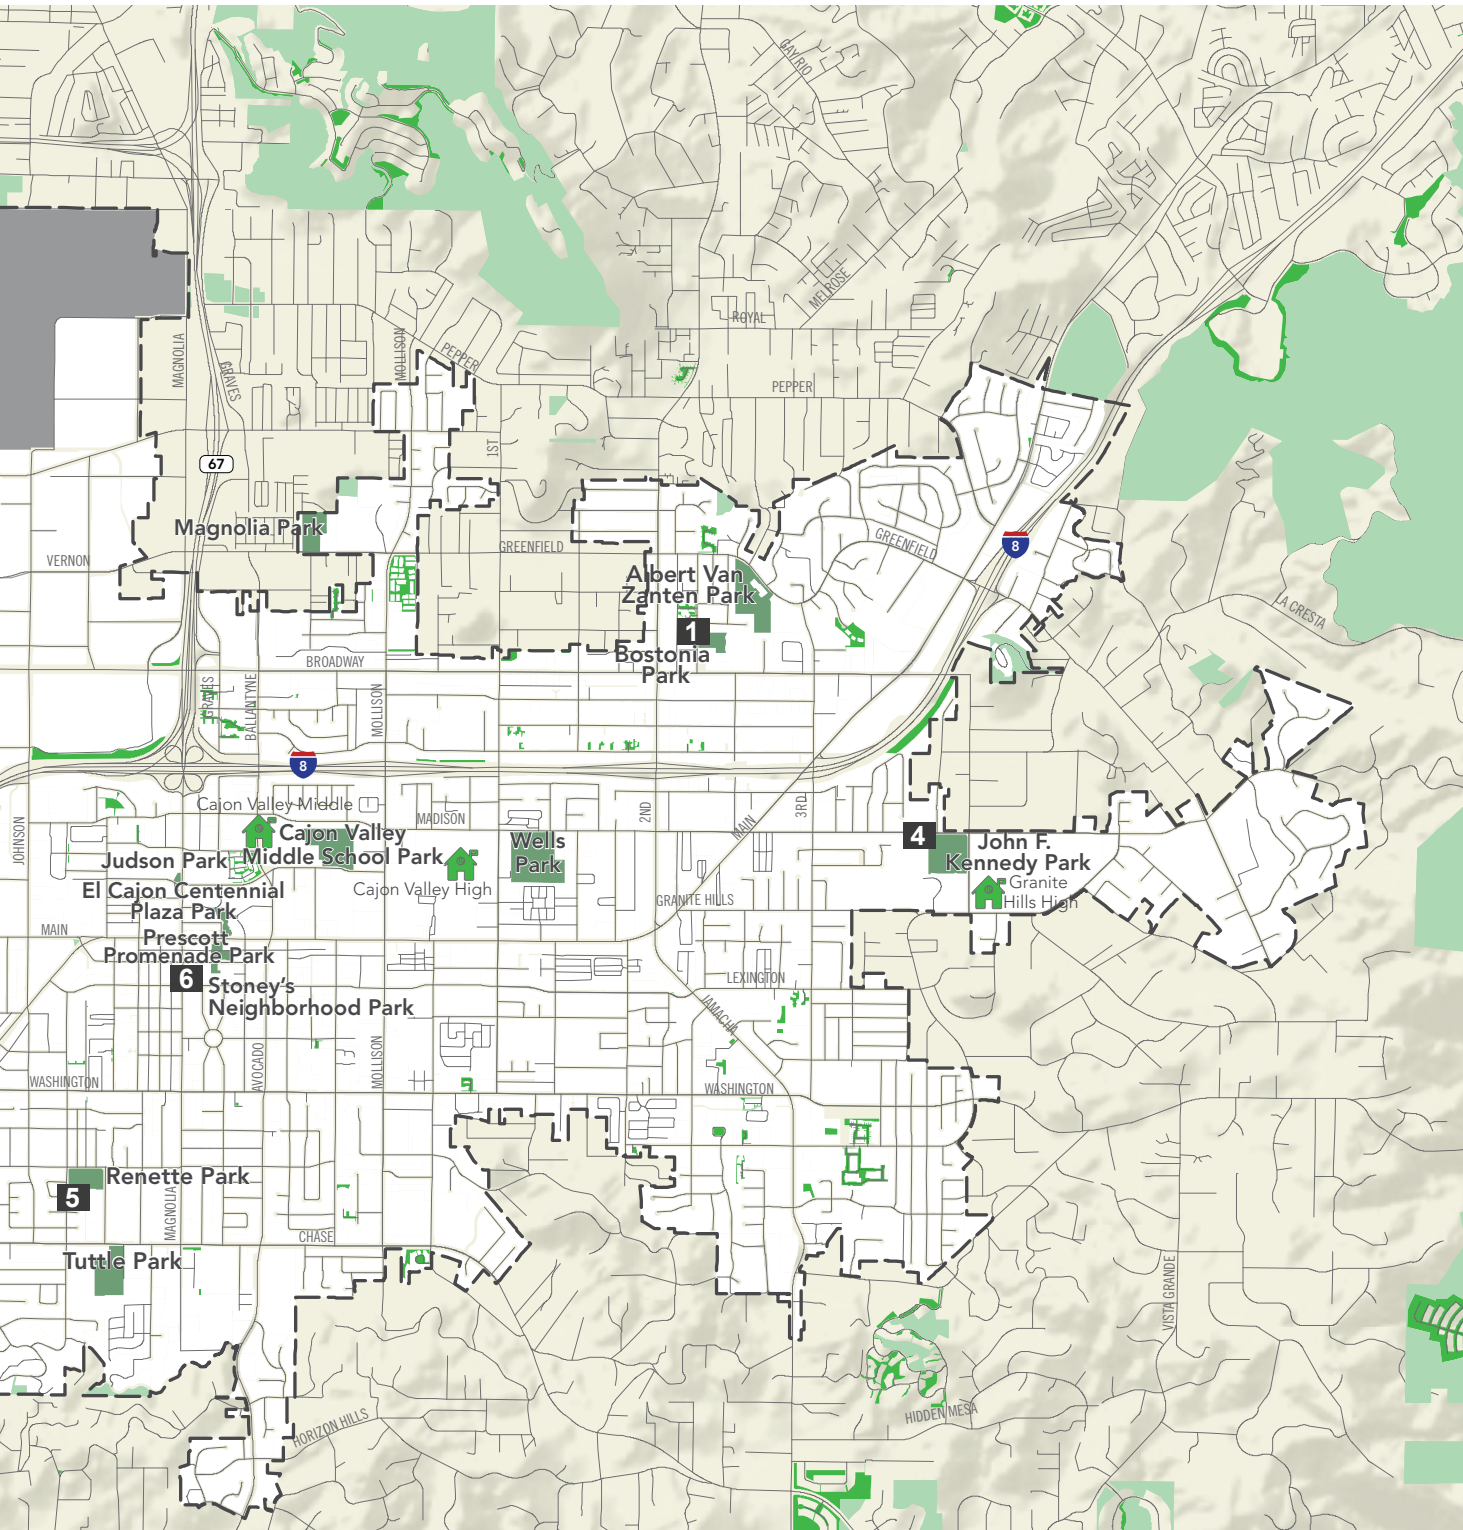 GAYRIO
MELROSE
ROYAL
MAGNOLIA
GRAVES
MOLLISON
PEPPER
PEPPER
1ST
67
Magnolia Park
GREENFIELD
GREENFIELD
8
VERNON
Albert Van
Zanten Park
LA CRESTA
1
Bostonia
Park
BROADWAY
GRAVES
BALLANTYNE
MOLLISON
8
Cajon Valley Middle
MADISON
2ND
MAIN
3RD
JOHNSON
Cajon Valley
Middle School Park
Wells
Park
4
John F.
Kennedy Park
Judson Park
Cajon Valley High
Granite
Hills High
El Cajon Centennial
Plaza Park
GRANITE HILLS
MAIN
Prescott
Promenade Park
6
Stoney's
Neighborhood Park
LEXINGTON
JAMACHA
AVOCADO
MOLLISON
WASHINGTON
WASHINGTON
Renette Park
5
MAGNOLIA
CHASE
Tuttle Park
VISTA GRANDE
HORIZON HILLS
HIDDEN MESA